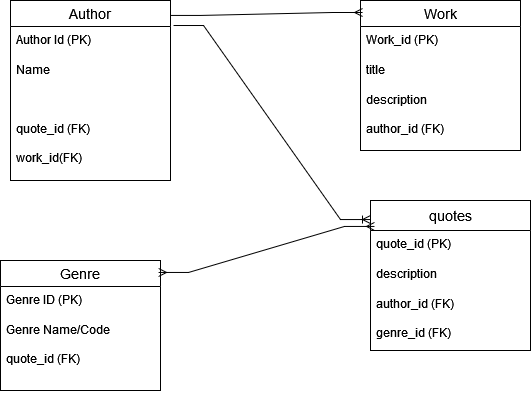 Author
Author Id (PK)
Name
quote_id (FK)
work_id(FK)
Work
Work_id (PK)
title
description
author_id (FK)
Genre
Genre ID (PK)
Genre Name/Code
quote_id (FK)
quotes
quote_id (PK)
description
author_id (FK)
genre_id (FK)